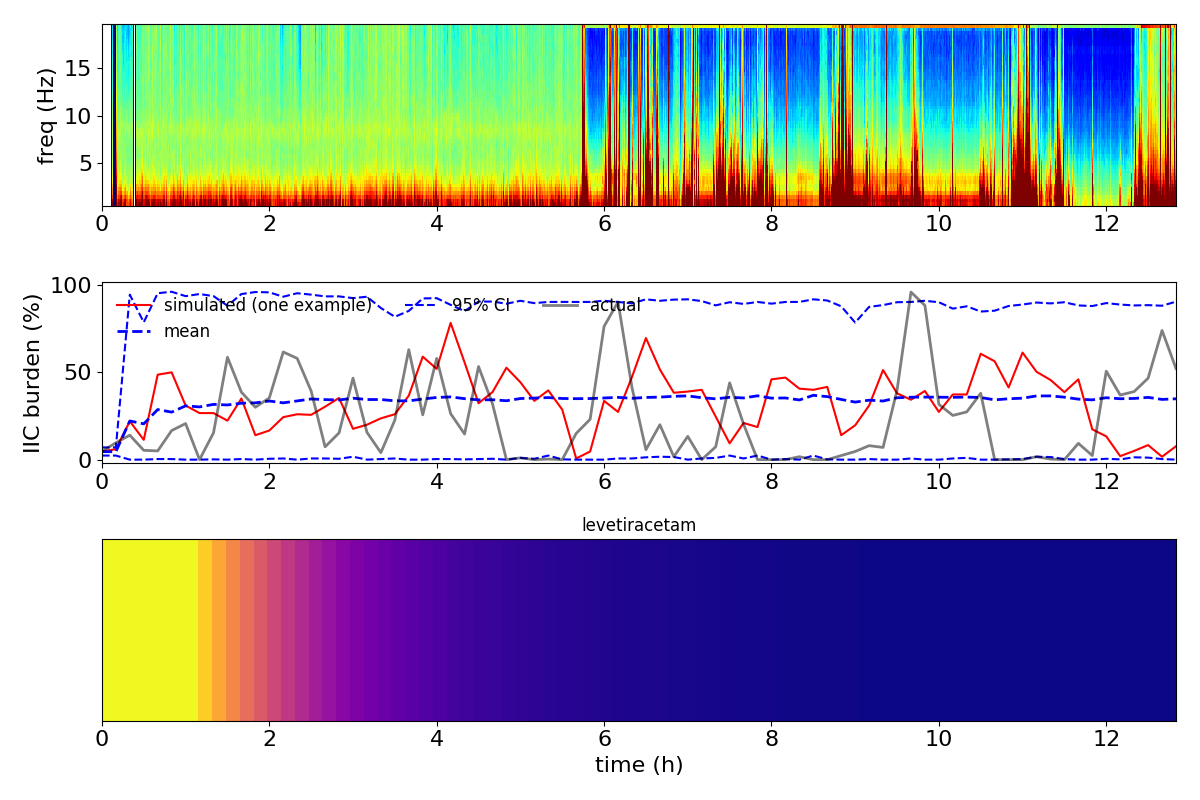 freq (Hz)
15
10
5
0 2 4 6 8 10 12
IIC burden (%)
100
50
0
simulated (one example) 95% CI actual
mean
0 2 4 6 8 10 12
levetiracetam
0 2 4 6 8 10 12
time (h)